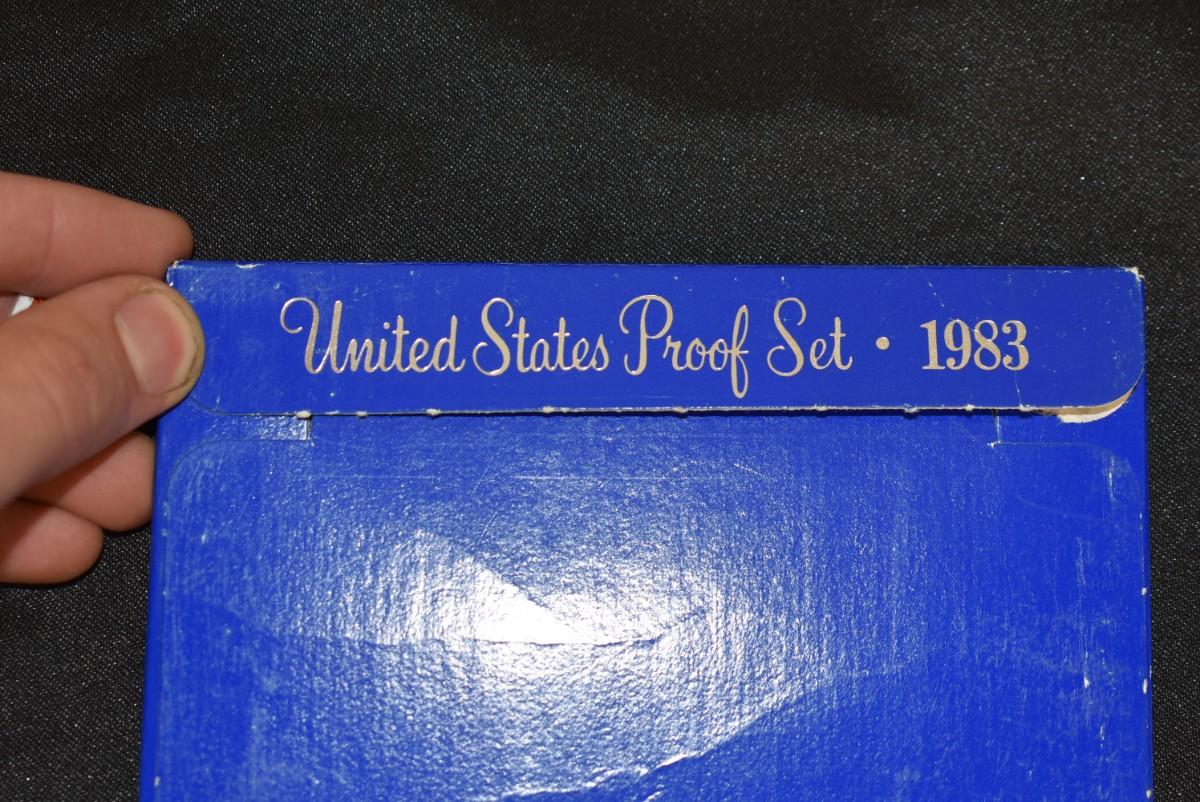 United States Proof Set • 1983